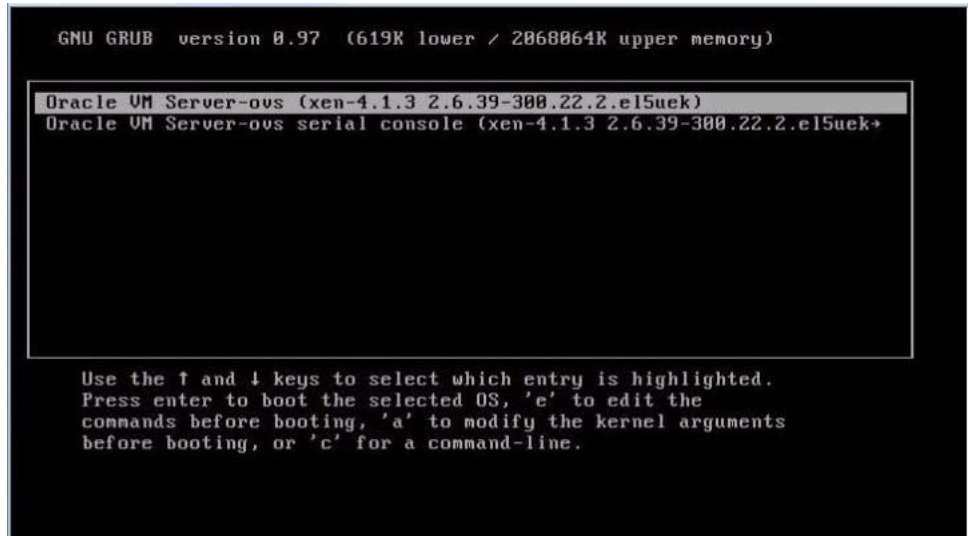 GNU GRUB version 0.97 (619K lower / 2068064K upper memory)
Oracle VM Server-ovs (xen-4.1.3 2.6.39-300.22.2.el5uek)
Oracle VM Server-ovs serial console (xen-4.1.3 2.6.39-300.22.2.el5uek→
Use the ↑ and ↓ keys to select which entry is highlighted.
Press enter to boot the selected OS, 'e' to edit the
commands before booting, 'a' to modify the kernel arguments
before booting, or 'c' for a command-line.